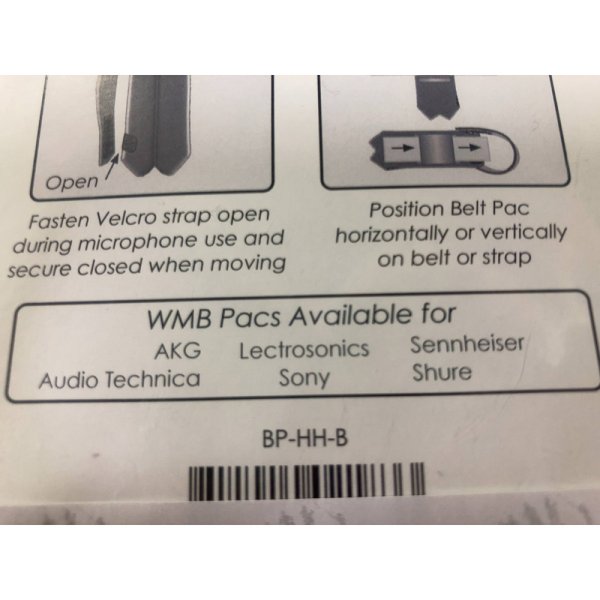 Open
Fasten Velcro strap open
during microphone use and
secure closed when moving
Position Belt Pac
horizontally or vertically
on belt or strap
WMB Pacs Available for
AKG Lectrosonics Sennheiser
Audio Technica Sony Shure
BP-HH-B